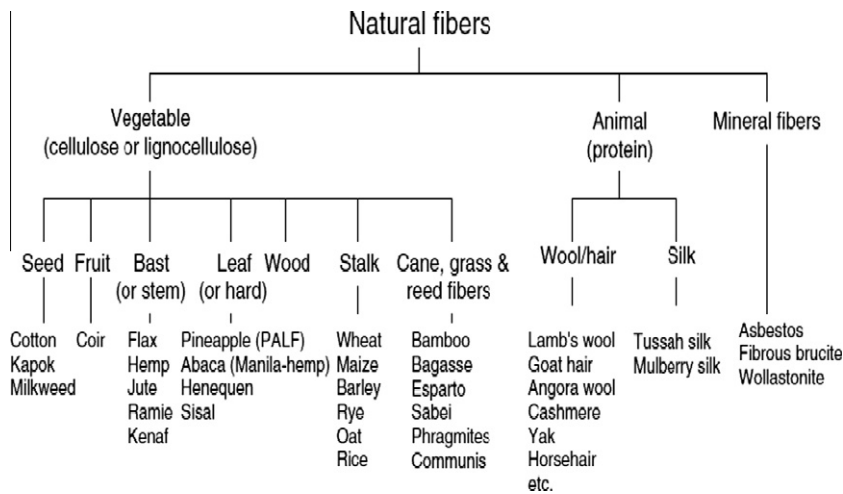 Natural fibers
Vegetable
(cellulose or lignocellulose)
Animal
(protein)
Mineral fibers
Seed
Fruit
Bast
(or stem)
Leaf
(or hard)
Wood
Stalk
Cane, grass &
reed fibers
Wool/hair
Silk
Cotton
Kapok
Milkweed
Coir
Flax
Hemp
Jute
Ramie
Kenaf
Pineapple (PALF)
Abaca (Manila-hemp)
Henequen
Sisal
Wheat
Maize
Barley
Rye
Oat
Rice
Bamboo
Bagasse
Esparto
Sabei
Phragmites
Communis
Lamb's wool
Goat hair
Angora wool
Cashmere
Yak
Horsehair
etc.
Tussah silk
Mulberry silk
Asbestos
Fibrous brucite
Wollastonite